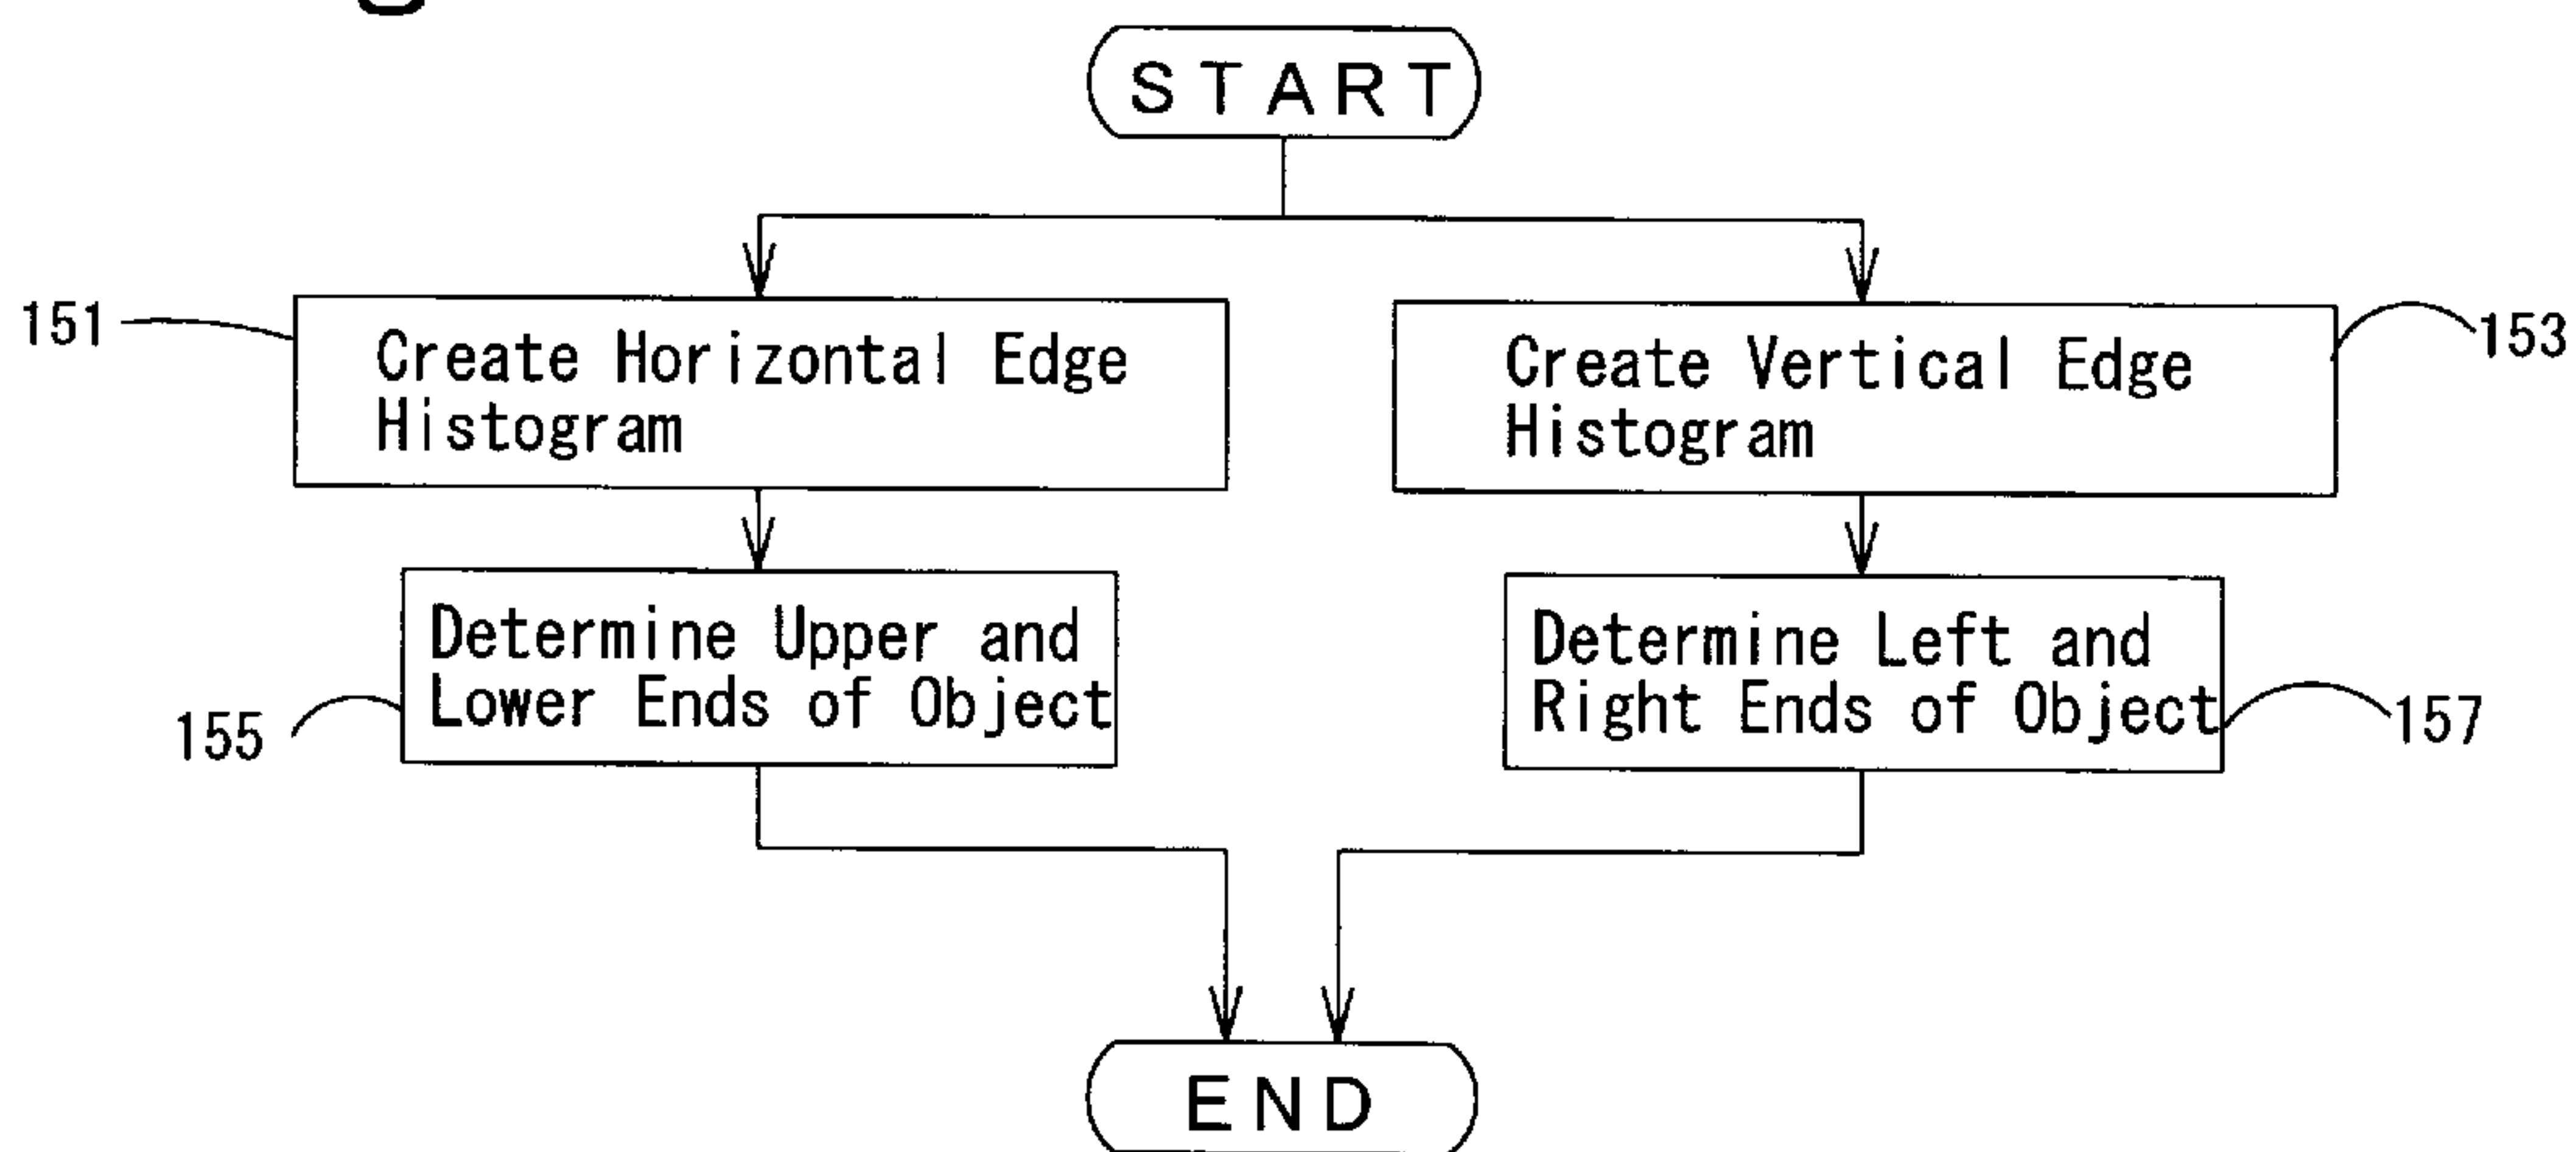 START
151
Create Horizontal Edge
Histogram
Create Vertical Edge
Histogram
153
Determine Upper and
Lower Ends of Object
155
Determine Left and
Right Ends of Object
157
END